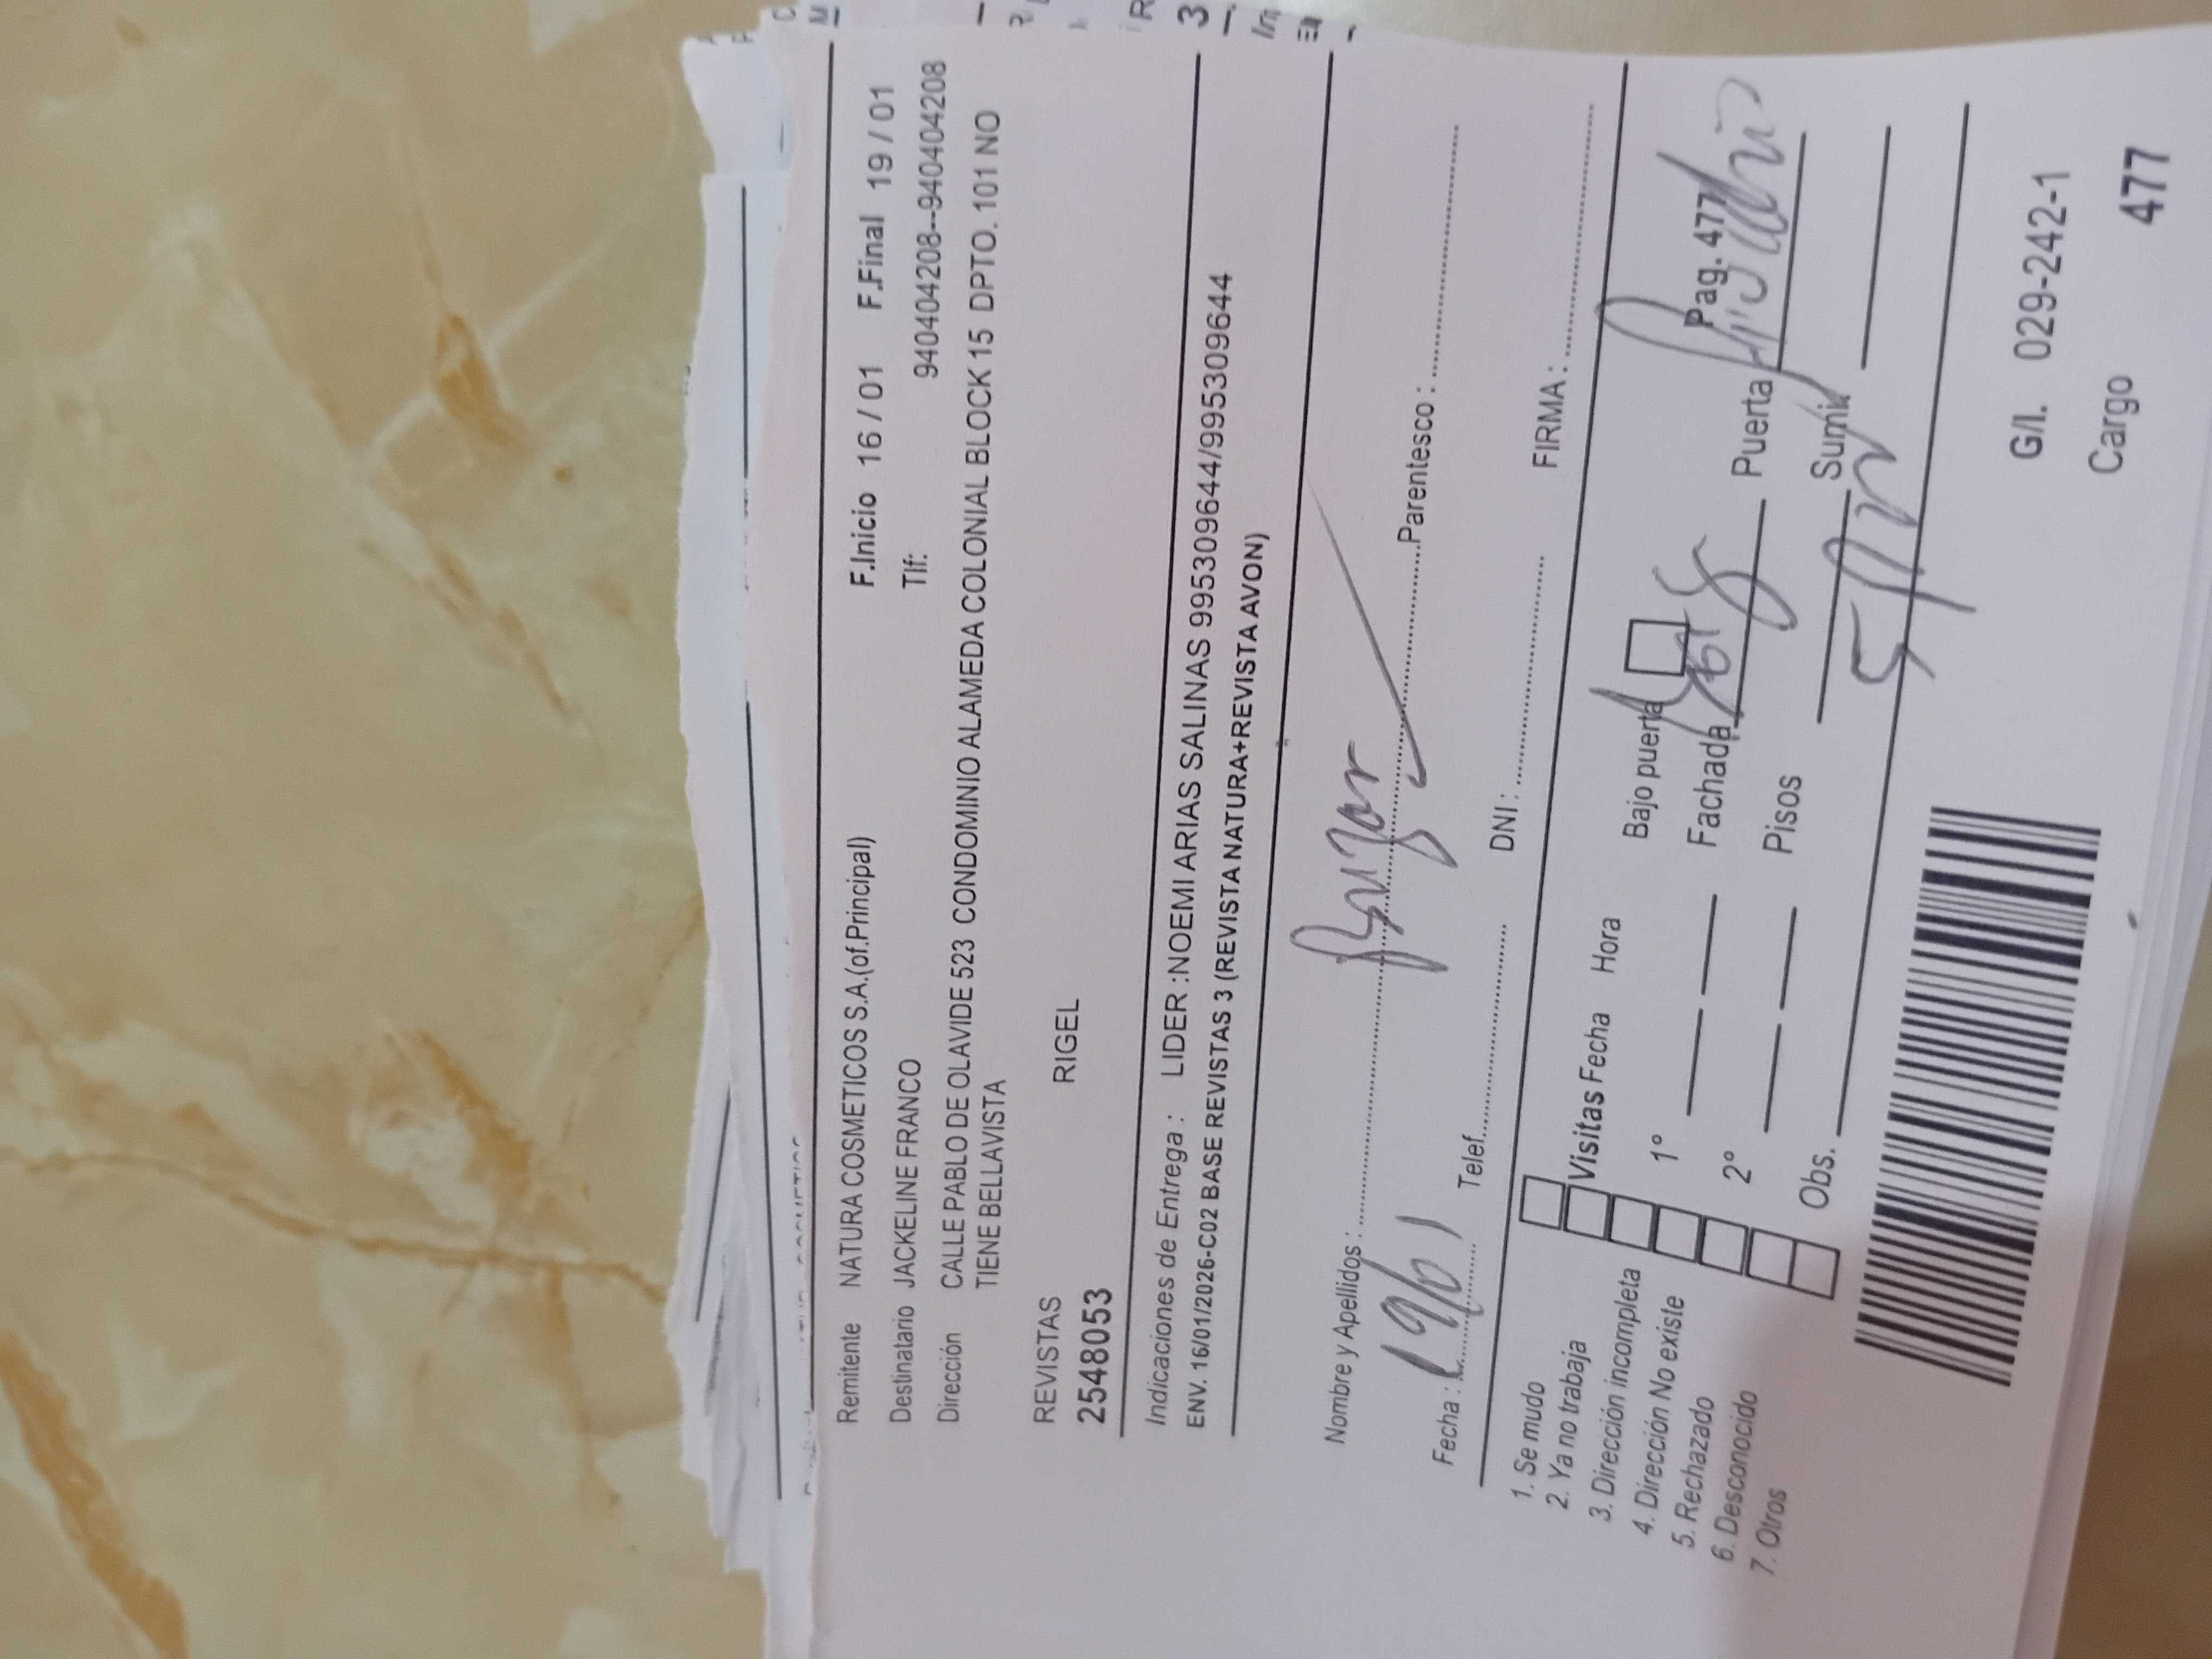 Remitente NATURA COSMETICOS S.A.(of.Principal) F.Inicio 16 / 01 F.Final 19 / 01
Destinatario JACKELINE FRANCO Tlf: 940404208--940404208
Dirección CALLE PABLO DE OLAVIDE 523 CONDOMINIO ALAMEDA COLONIAL BLOCK 15 DPTO. 101 NO
TIENE BELLAVISTA
REVISTAS RIGEL
2548053
Indicaciones de Entrega : LIDER :NOEMI ARIAS SALINAS 995309644/995309644
ENV. 16/01/2026-C02 BASE REVISTAS 3 (REVISTA NATURA+REVISTA AVON)
Nombre y Apellidos : Buzon Parentesco :
Fecha : 19/01 Telef. DNI : FIRMA :
1. Se mudo
2. Ya no trabaja
3. Dirección incompleta
4. Dirección No existe
5. Rechazado
6. Desconocido
7. Otros
Visitas Fecha Hora Bajo puerta
1° Fachada Puerta Pag. 477
2° Pisos Sumi
Obs.
G/I. 029-242-1
Cargo 477